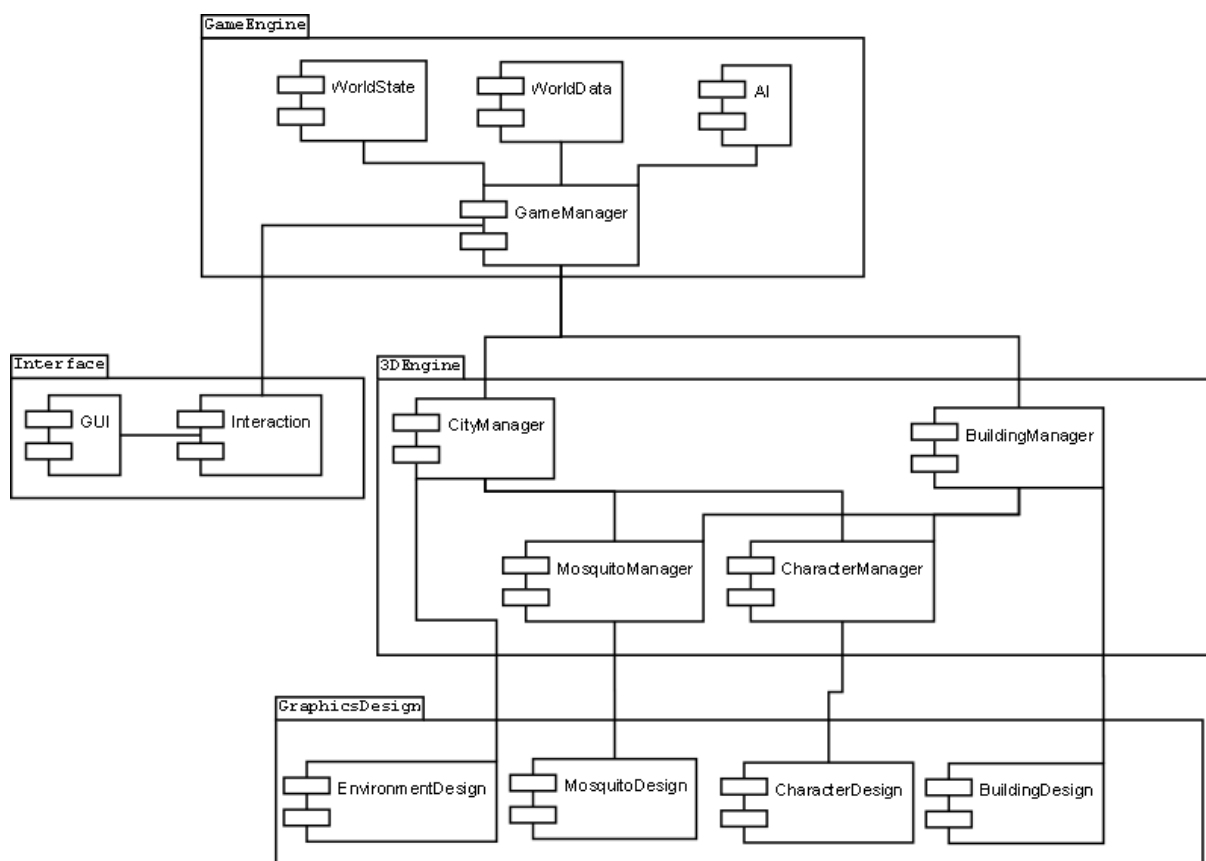 GameEngine
WorldState
WorldData
AI
GameManager
Interface
GUI
Interaction
3DEngine
CityManager
BuildingManager
MosquitoManager
CharacterManager
GraphicsDesign
EnvironmentDesign
MosquitoDesign
CharacterDesign
BuildingDesign